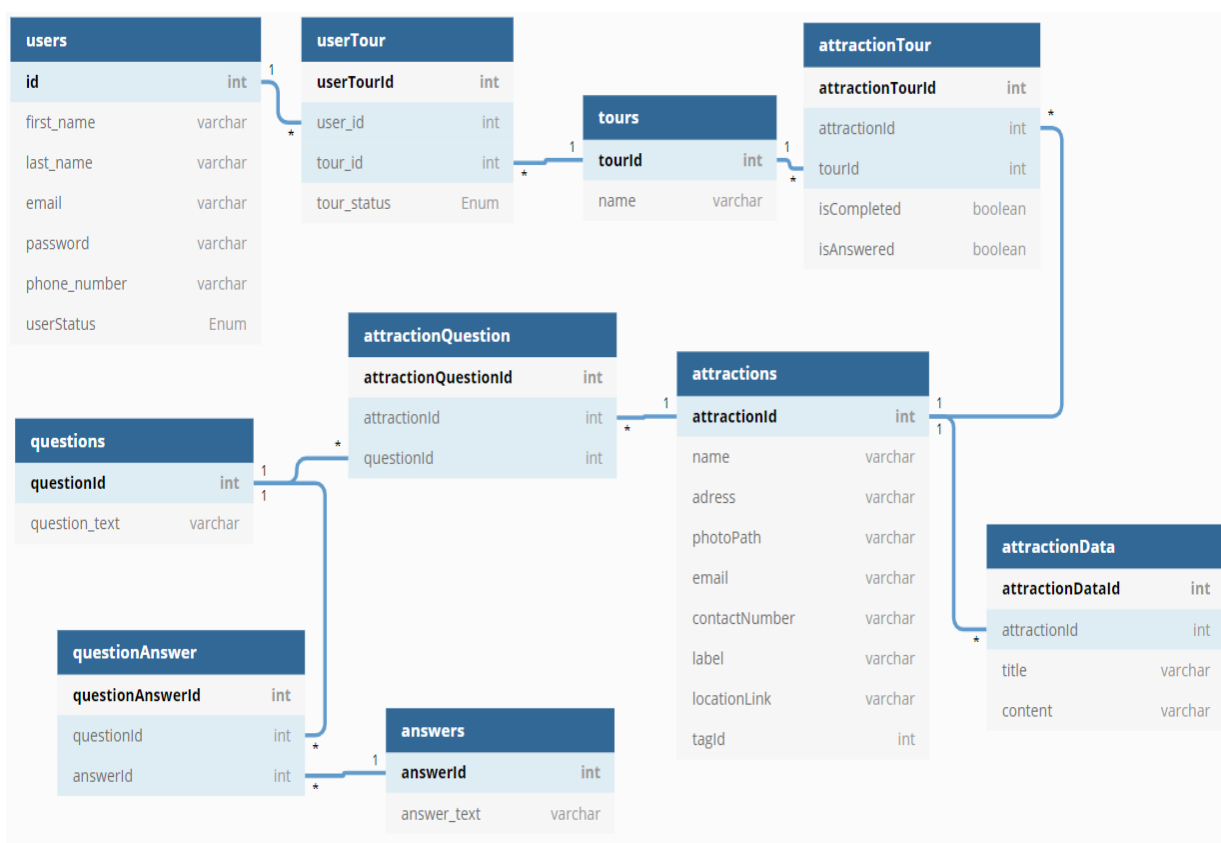 users
id int
first_name varchar
last_name varchar
email varchar
password varchar
phone_number varchar
userStatus Enum
1
*
userTour
userTourId int
user_id int
tour_id int
tour_status Enum
*
1
tours
tourId int
name varchar
1
*
attractionTour
attractionTourId int
attractionId int
tourId int
isCompleted boolean
isAnswered boolean
*
attractionQuestion
attractionQuestionId int
attractionId int
questionId int
*
*
1
attractions
attractionId int
name varchar
adress varchar
photoPath varchar
email varchar
contactNumber varchar
label varchar
locationLink varchar
tagId int
1
1
questions
questionId int
question_text varchar
1
1
attractionData
attractionDataId int
attractionId int
title varchar
content varchar
*
questionAnswer
questionAnswerId int
questionId int
answerId int
*
*
1
answers
answerId int
answer_text varchar